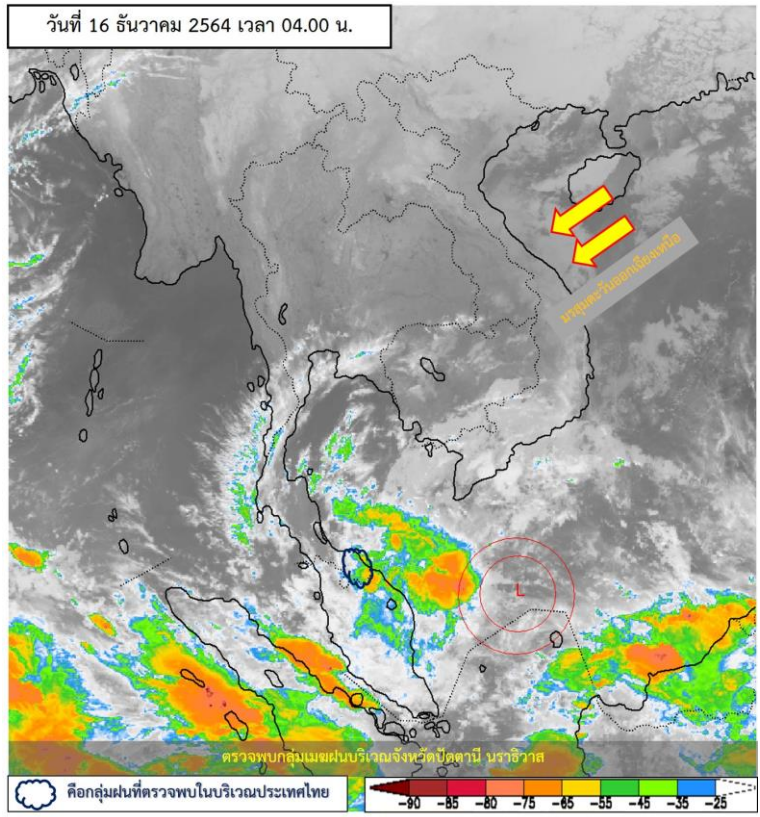 วันที่ 16 ธันวาคม 2564 เวลา 04.00 น.
มรสุมตะวันออกเฉียงเหนือ
L
ตรวจพบกลุ่มเมฆฝนบริเวณจังหวัดปัตตานี นราธิวาส
คือกลุ่มฝนที่ตรวจพบในบริเวณประเทศไทย
-90 -85 -80 -75 -65 -55 -45 -35 -25